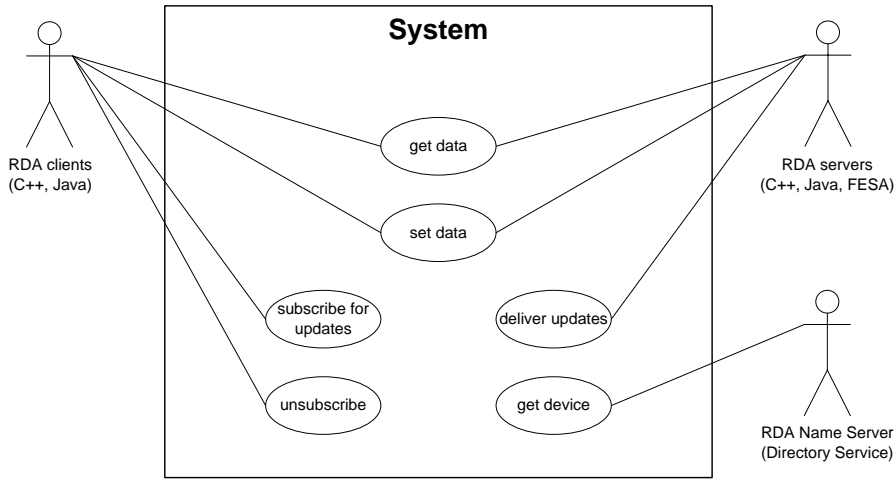 System
get data
set data
subscribe for
updates
deliver updates
unsubscribe
get device
RDA clients
(C++, Java)
RDA servers
(C++, Java, FESA)
RDA Name Server
(Directory Service)